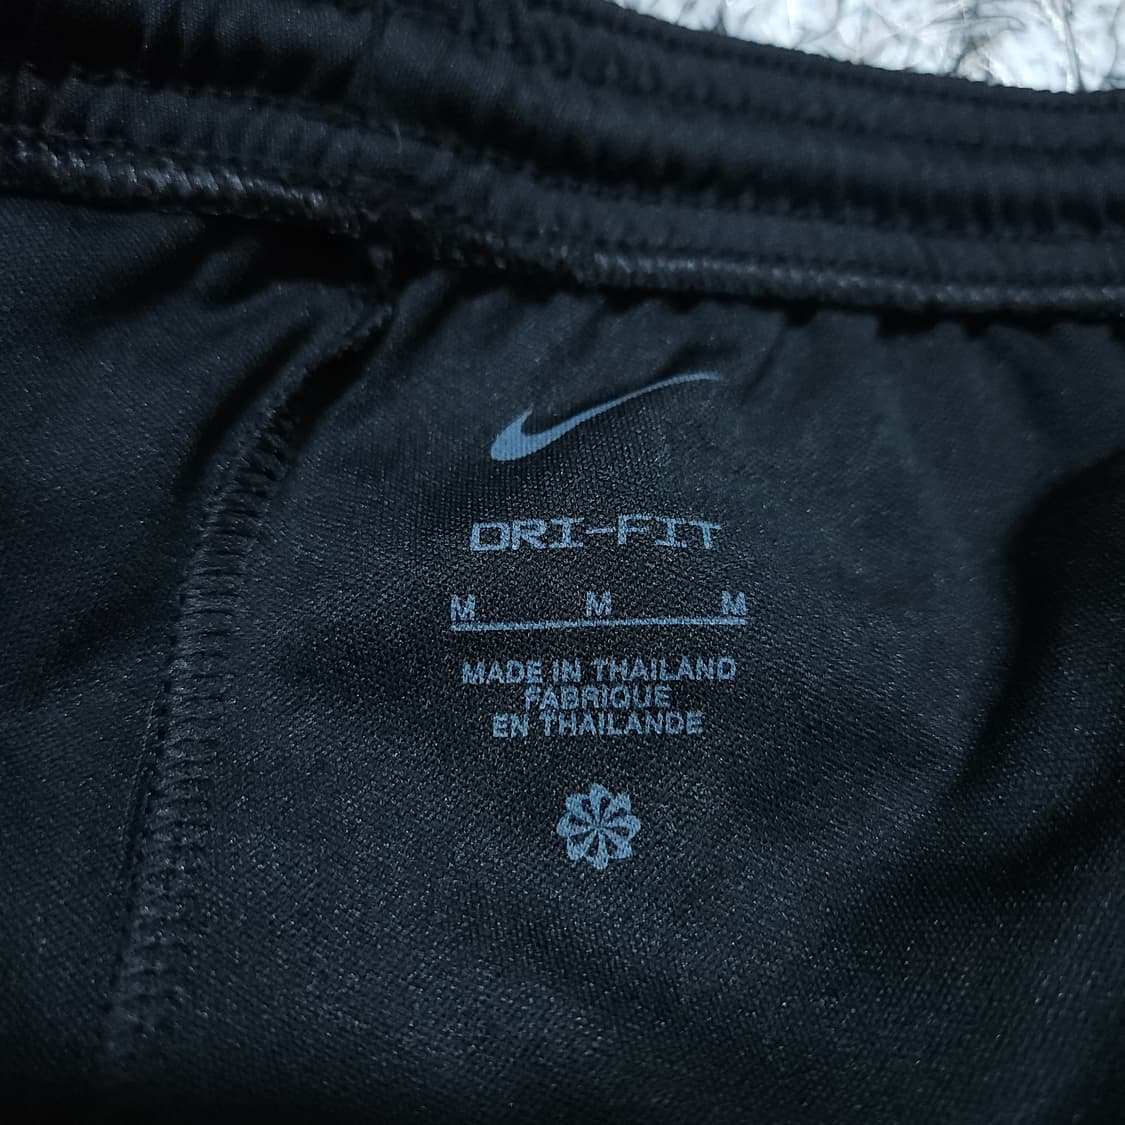 DRI-FIT
M M M
MADE IN THAILAND
FABRIQUE
EN THAILANDE